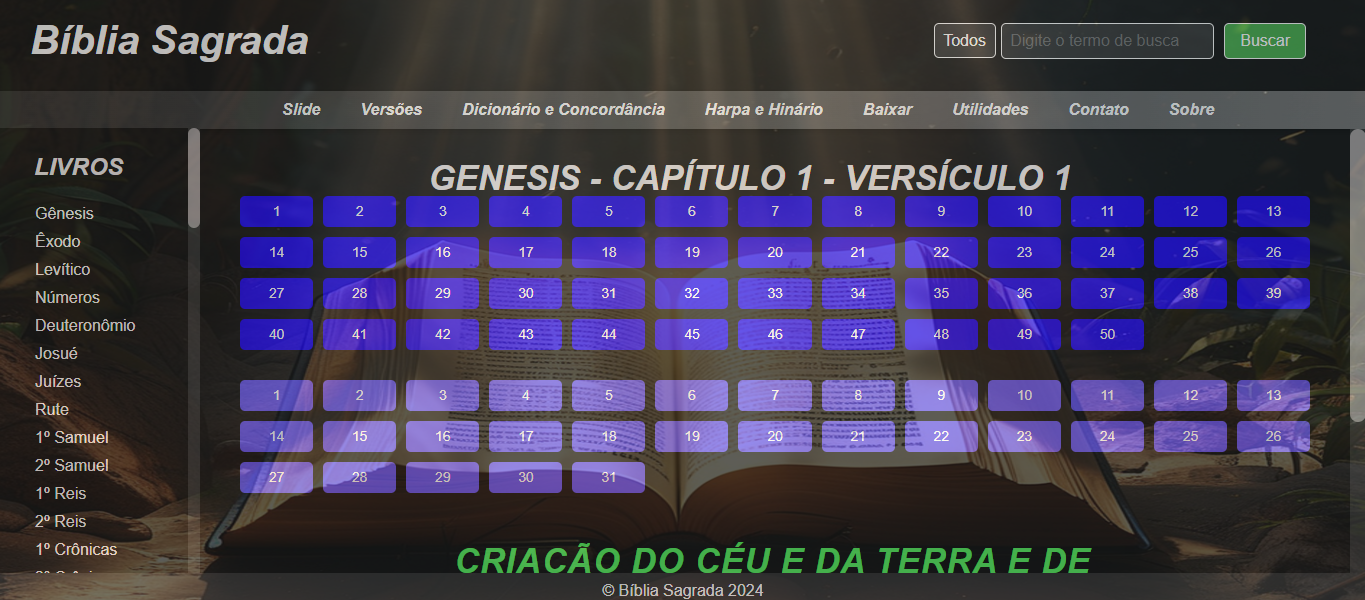 Bíblia Sagrada
Todos Digite o termo de busca Buscar
Slide Versões Dicionário e Concordância Harpa e Hinário Baixar Utilidades Contato Sobre
LIVROS
Gênesis
Êxodo
Levítico
Números
Deuteronômio
Josué
Juízes
Rute
1º Samuel
2º Samuel
1º Reis
2º Reis
1º Crônicas
GENESIS - CAPÍTULO 1 - VERSÍCULO 1
1 2 3 4 5 6 7 8 9 10 11 12 13
14 15 16 17 18 19 20 21 22 23 24 25 26
27 28 29 30 31 32 33 34 35 36 37 38 39
40 41 42 43 44 45 46 47 48 49 50
1 2 3 4 5 6 7 8 9 10 11 12 13
14 15 16 17 18 19 20 21 22 23 24 25 26
27 28 29 30 31
CRIACÃO DO CÉU E DA TERRA E DE
© Bíblia Sagrada 2024